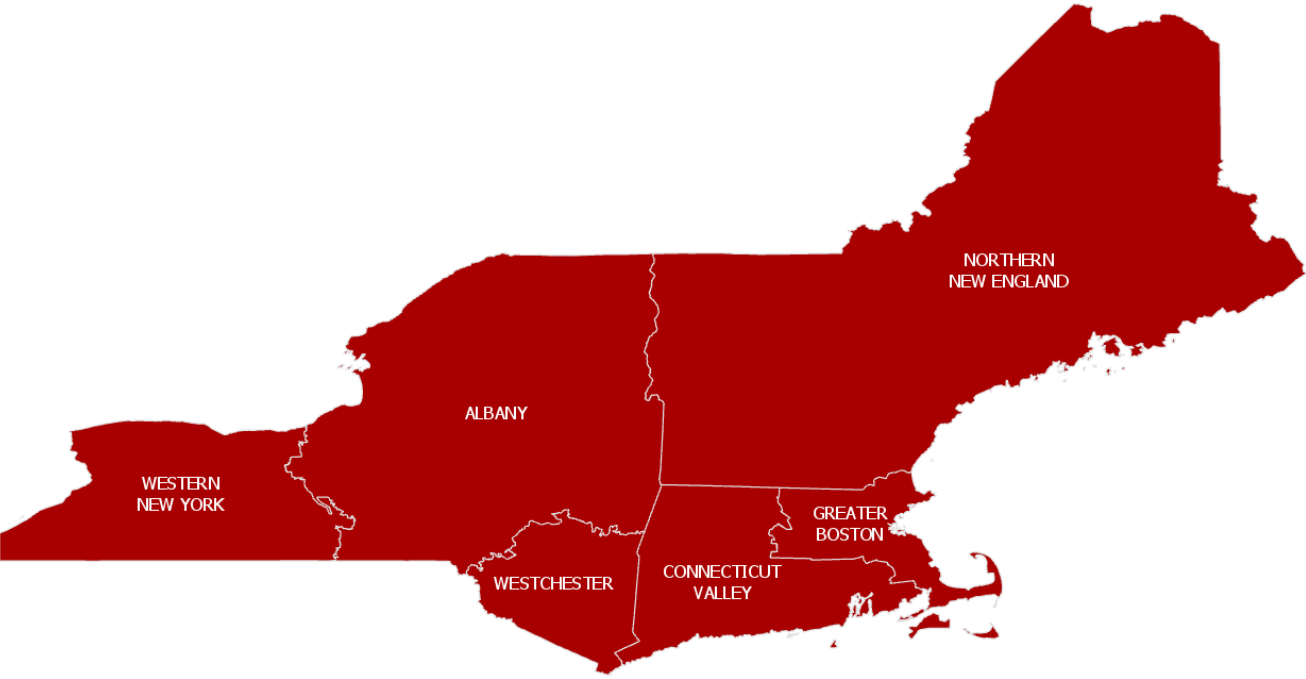 NORTHERN
NEW ENGLAND
ALBANY
WESTERN
NEW YORK
GREATER
BOSTON
WESTCHESTER
CONNECTICUT
VALLEY